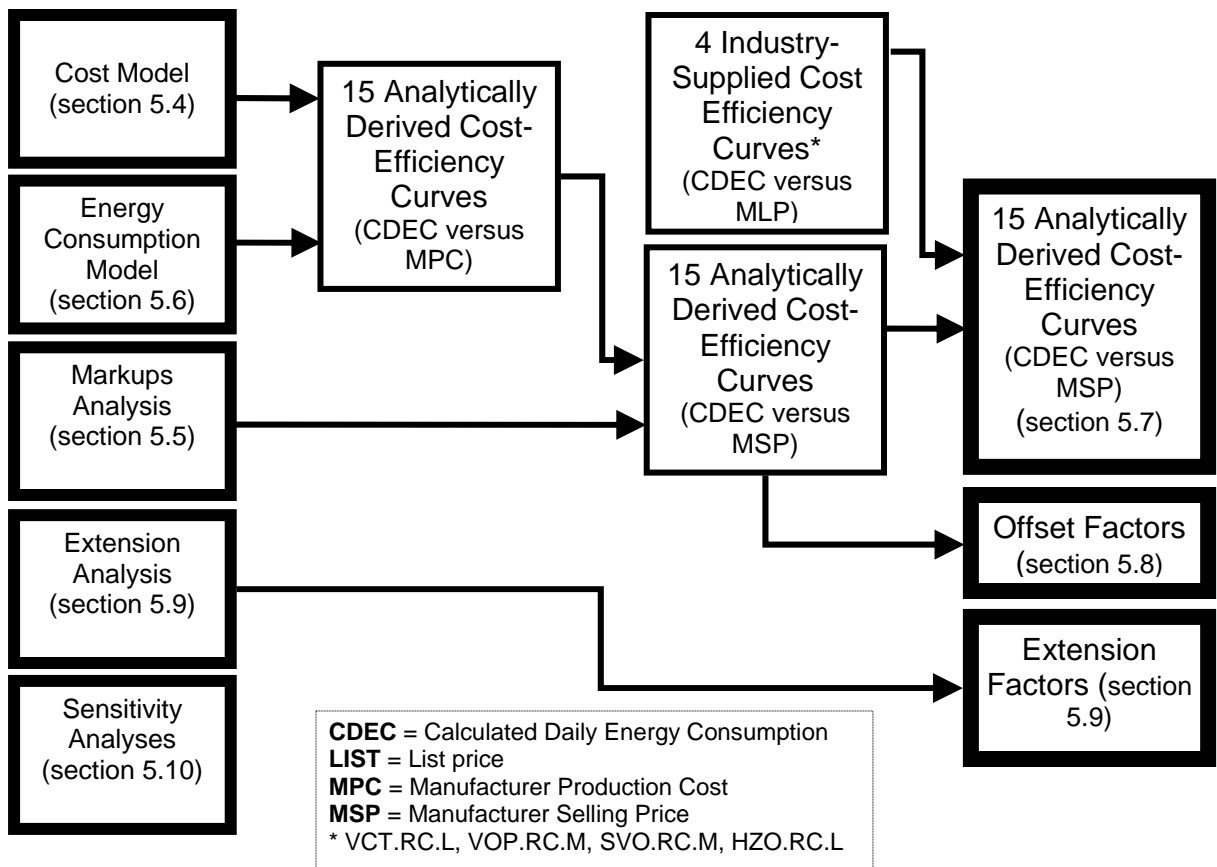 Cost Model
(section 5.4)
Energy
Consumption
Model
(section 5.6)
Markups
Analysis
(section 5.5)
Extension
Analysis
(section 5.9)
Sensitivity
Analyses
(section 5.10)
15 Analytically
Derived Cost-
Efficiency
Curves
(CDEC versus
MPC)
4 Industry-
Supplied Cost
Efficiency
Curves*
(CDEC versus
MLP)
15 Analytically
Derived Cost-
Efficiency
Curves
(CDEC versus
MSP)
15 Analytically
Derived Cost-
Efficiency
Curves
(CDEC versus
MSP)
(section 5.7)
Offset Factors
(section 5.8)
Extension
Factors (section
5.9)
CDEC = Calculated Daily Energy Consumption
LIST = List price
MPC = Manufacturer Production Cost
MSP = Manufacturer Selling Price
* VCT.RC.L, VOP.RC.M, SVO.RC.M, HZO.RC.L